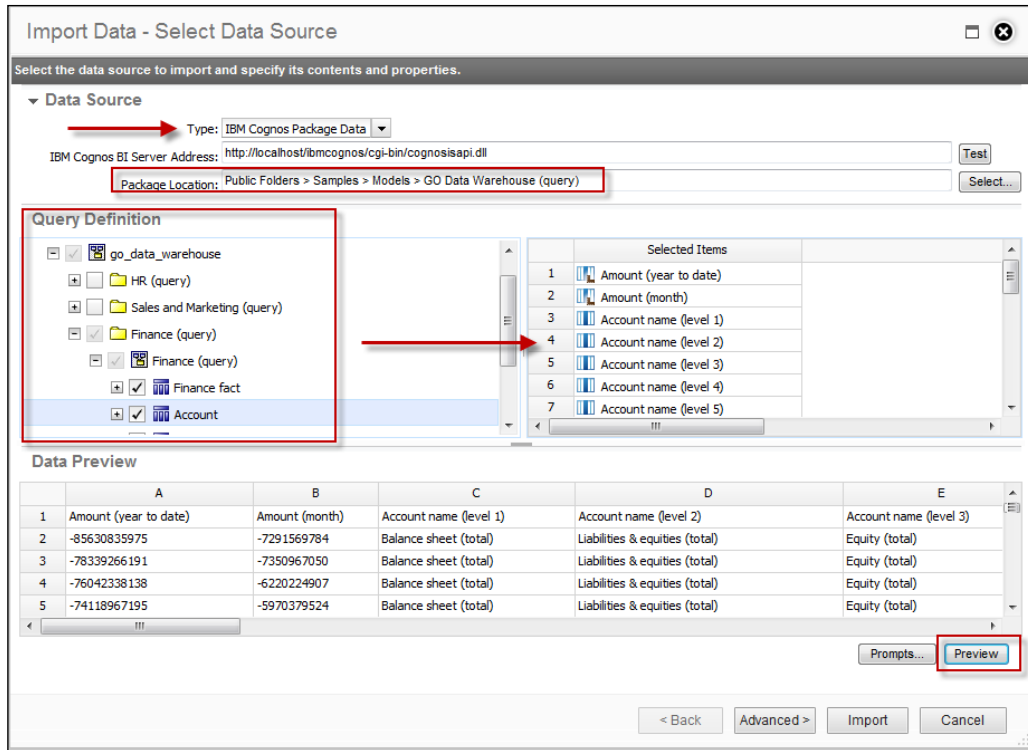 Import Data - Select Data Source
Select the data source to import and specify its contents and properties.
Data Source
Type: IBM Cognos Package Data
IBM Cognos BI Server Address: http://localhost/ibmcognos/cgi-bin/cognosisapi.dll Test
Package Location: Public Folders > Samples > Models > GO Data Warehouse (query) Select...
Query Definition
go_data_warehouse
HR (query)
Sales and Marketing (query)
Finance (query)
Finance (query)
Finance fact
Account
Selected Items
1 Amount (year to date)
2 Amount (month)
3 Account name (level 1)
4 Account name (level 2)
5 Account name (level 3)
6 Account name (level 4)
7 Account name (level 5)
Data Preview
A B C D E
1 Amount (year to date) Amount (month) Account name (level 1) Account name (level 2) Account name (level 3)
2 -85630835975 -7291569784 Balance sheet (total) Liabilities & equities (total) Equity (total)
3 -78339266191 -7350967050 Balance sheet (total) Liabilities & equities (total) Equity (total)
4 -76042338138 -6220224907 Balance sheet (total) Liabilities & equities (total) Equity (total)
5 -74118967195 -5970379524 Balance sheet (total) Liabilities & equities (total) Equity (total)
Prompts... Preview
< Back Advanced > Import Cancel